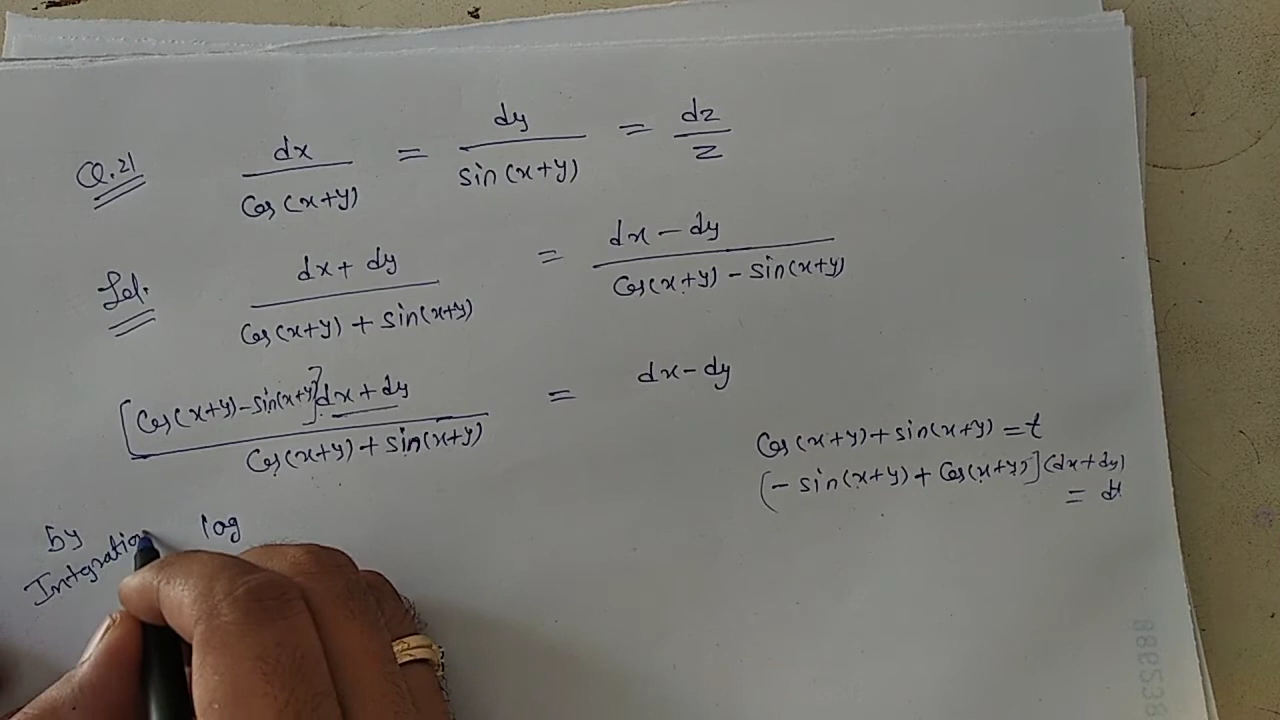 Q.21 dx/Cos(x+y) = dy/sin(x+y) = dz/z
Sol. dx + dy/Cos(x+y) + sin(x+y) = dx - dy/Cos(x+y) - sin(x+y)
[Cos(x+y) - sin(x+y)] dx + dy/Cos(x+y) + sin(x+y) = dx - dy
Cos(x+y) + sin(x+y) = t
(- sin(x+y) + Cos(x+y)] (dx + dy)
= dt
by log
Integration